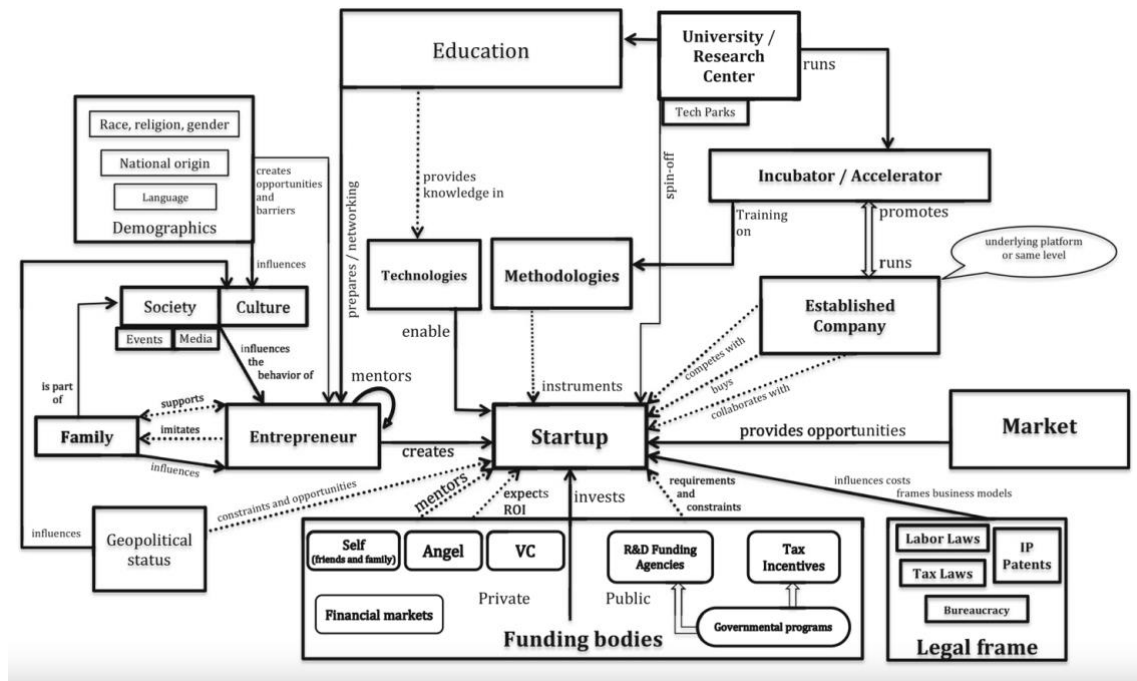 Education
University /
Research
Center
Tech Parks
runs
Race, religion, gender
National origin
Language
Demographics
creates
opportunities
and
barriers
influences
prepares / networking
provides
knowledge in
spin-off
Incubator / Accelerator
Training
on
promotes
runs
underlying platform
or same level
Technologies
Methodologies
Established
Company
enable
instruments
competes with
buys
collaborates with
Society
Culture
Events
Media
influences
the
behavior of
is part
of
supports
imitates
influences
Family
mentors
Entrepreneur
creates
Startup
provides opportunities
Market
constraints and opportunities
mentors
expects
ROI
invests
requirements
and
constraints
influences costs
frames business models
influences
Geopolitical
status
Self
(friends and family)
Angel
VC
R&D Funding
Agencies
Tax
Incentives
Financial markets
Private
Public
Governmental programs
Funding bodies
Labor Laws
Tax Laws
IP
Patents
Bureaucracy
Legal frame